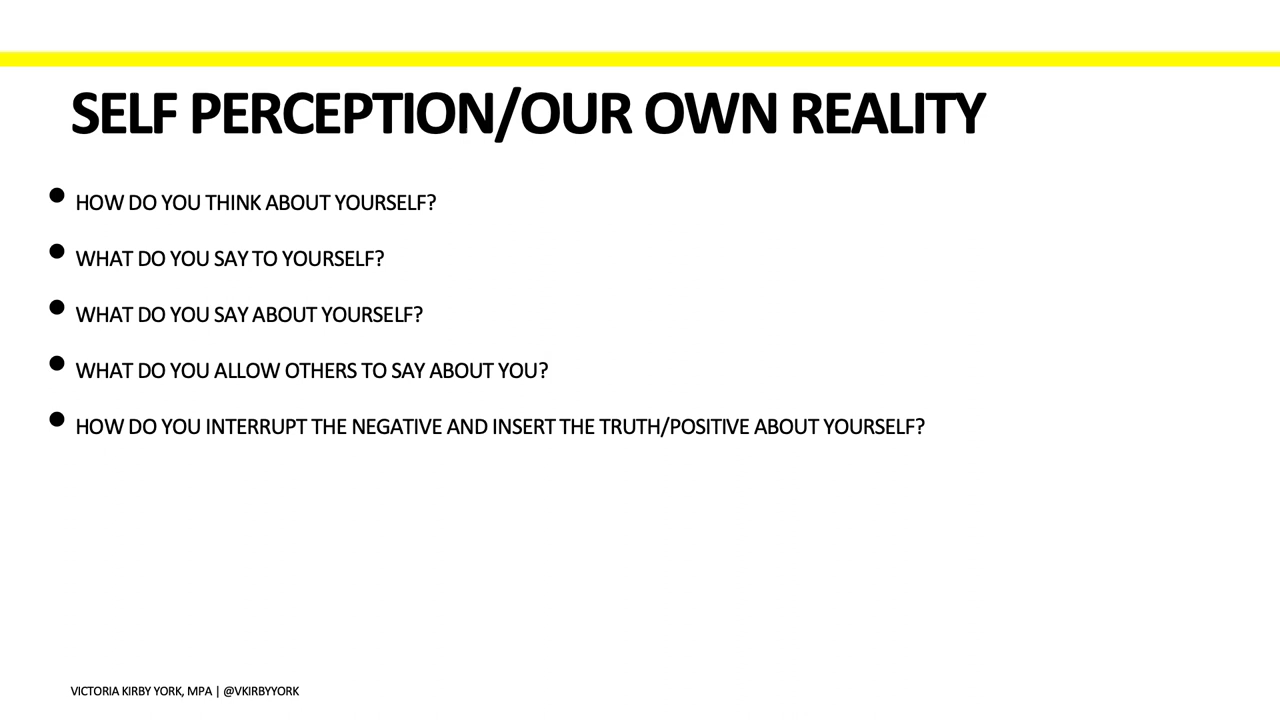 SELF PERCEPTION/OUR OWN REALITY
• HOW DO YOU THINK ABOUT YOURSELF?
• WHAT DO YOU SAY TO YOURSELF?
• WHAT DO YOU SAY ABOUT YOURSELF?
• WHAT DO YOU ALLOW OTHERS TO SAY ABOUT YOU?
• HOW DO YOU INTERRUPT THE NEGATIVE AND INSERT THE TRUTH/POSITIVE ABOUT YOURSELF?
VICTORIA KIRBY YORK, MPA | @VKIRBYYORK